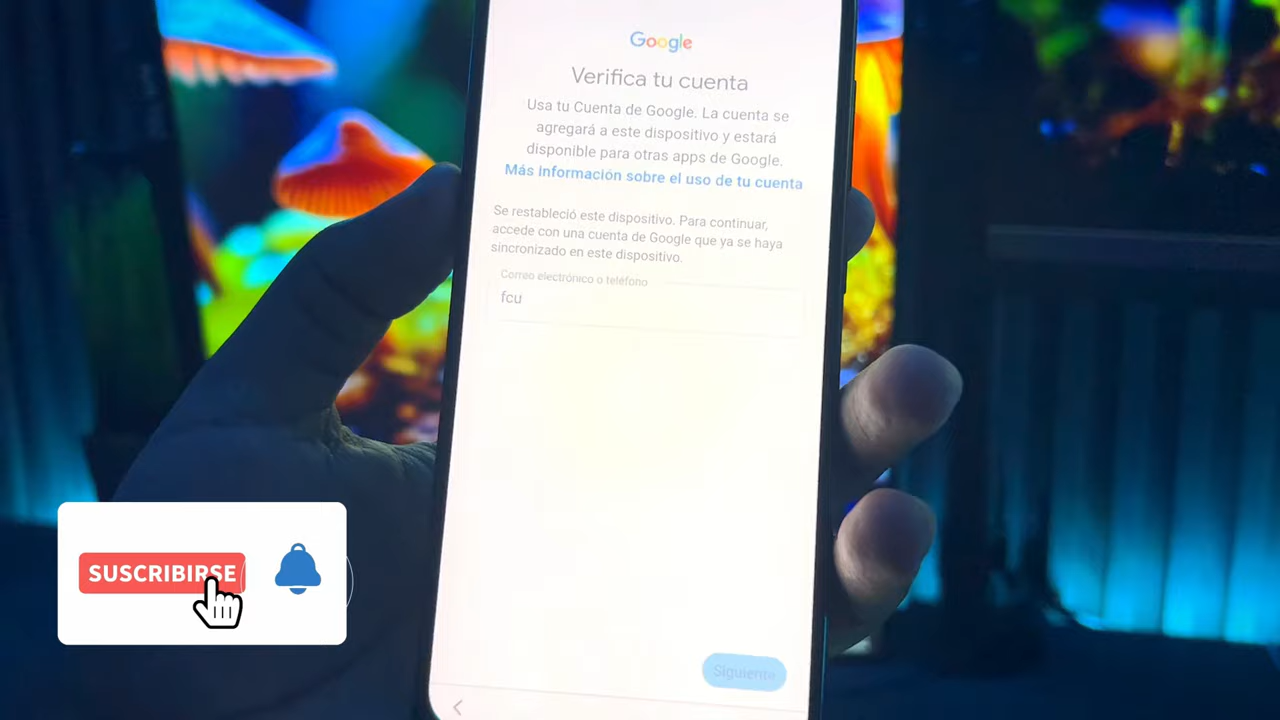 Google
Verifica tu cuenta
Usa tu Cuenta de Google. La cuenta se
agregará a este dispositivo y estará
disponible para otras apps de Google.
Más información sobre el uso de tu cuenta
Se restableció este dispositivo. Para continuar,
accede con una cuenta de Google que ya se haya
sincronizado en este dispositivo.
Correo electrónico o teléfono
fcu
SUSCRIBIRSE
Siguiente